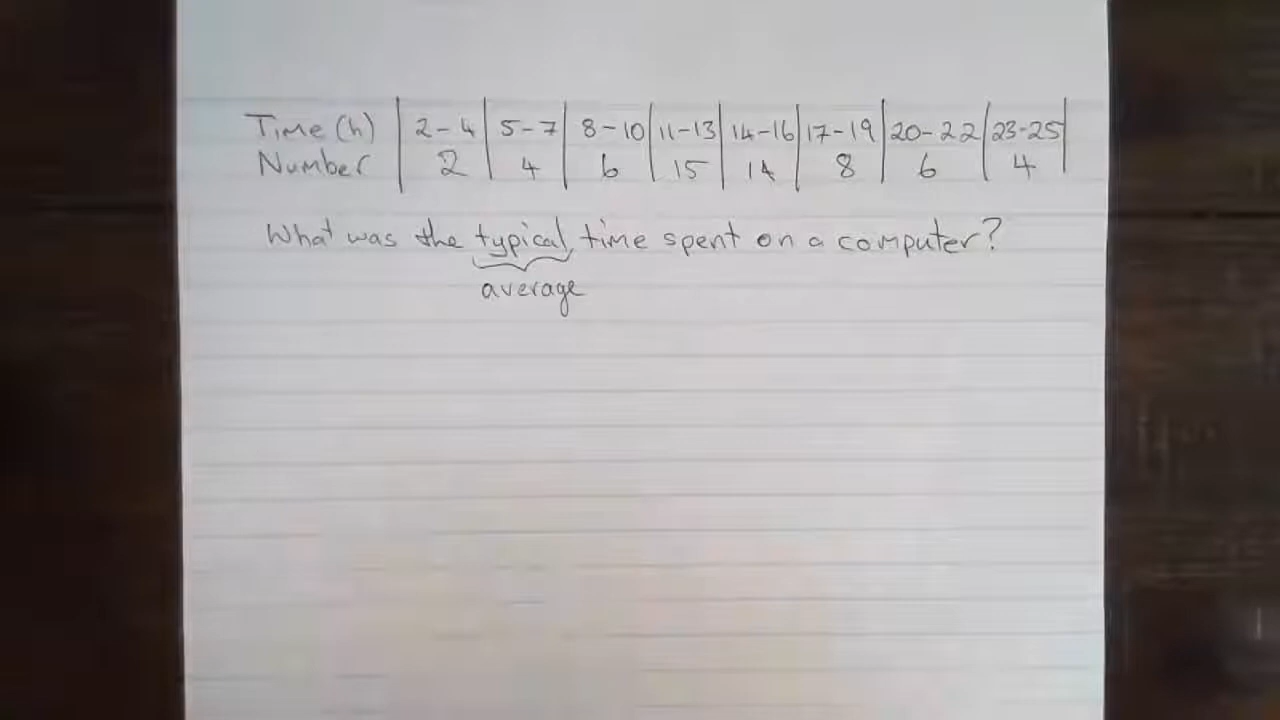 Time (h) | 2-4 | 5-7 | 8-10 | 11-13 | 14-16 | 17-19 | 20-22 | 23-25 |
Number | 2 | 4 | 6 | 15 | 14 | 8 | 6 | 4 |
What was the typical time spent on a computer?
average